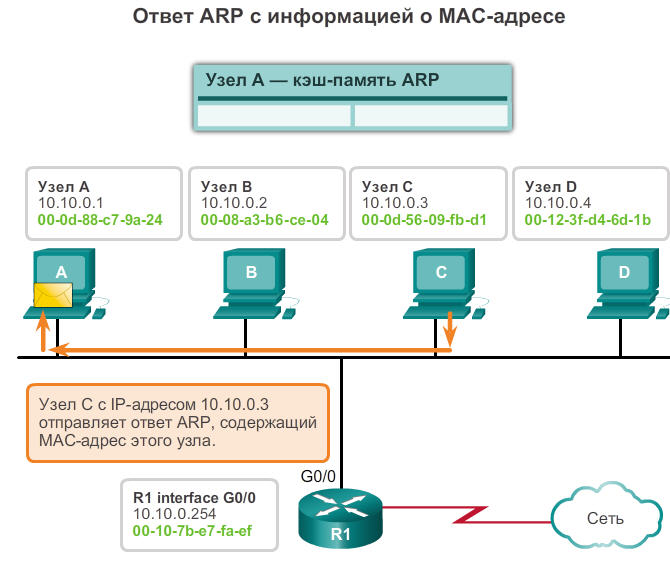 Ответ ARP с информацией о MAC-адресе
Узел A — кэш-память ARP
Узел A
10.10.0.1
00-0d-88-c7-9a-24
Узел B
10.10.0.2
00-08-a3-b6-ce-04
Узел C
10.10.0.3
00-0d-56-09-fb-d1
Узел D
10.10.0.4
00-12-3f-d4-6d-1b
A
B
C
D
Узел C с IP-адресом 10.10.0.3
отправляет ответ ARP, содержащий
MAC-адрес этого узла.
G0/0
R1 interface G0/0
10.10.0.254
00-10-7b-e7-fa-ef
R1
Сеть